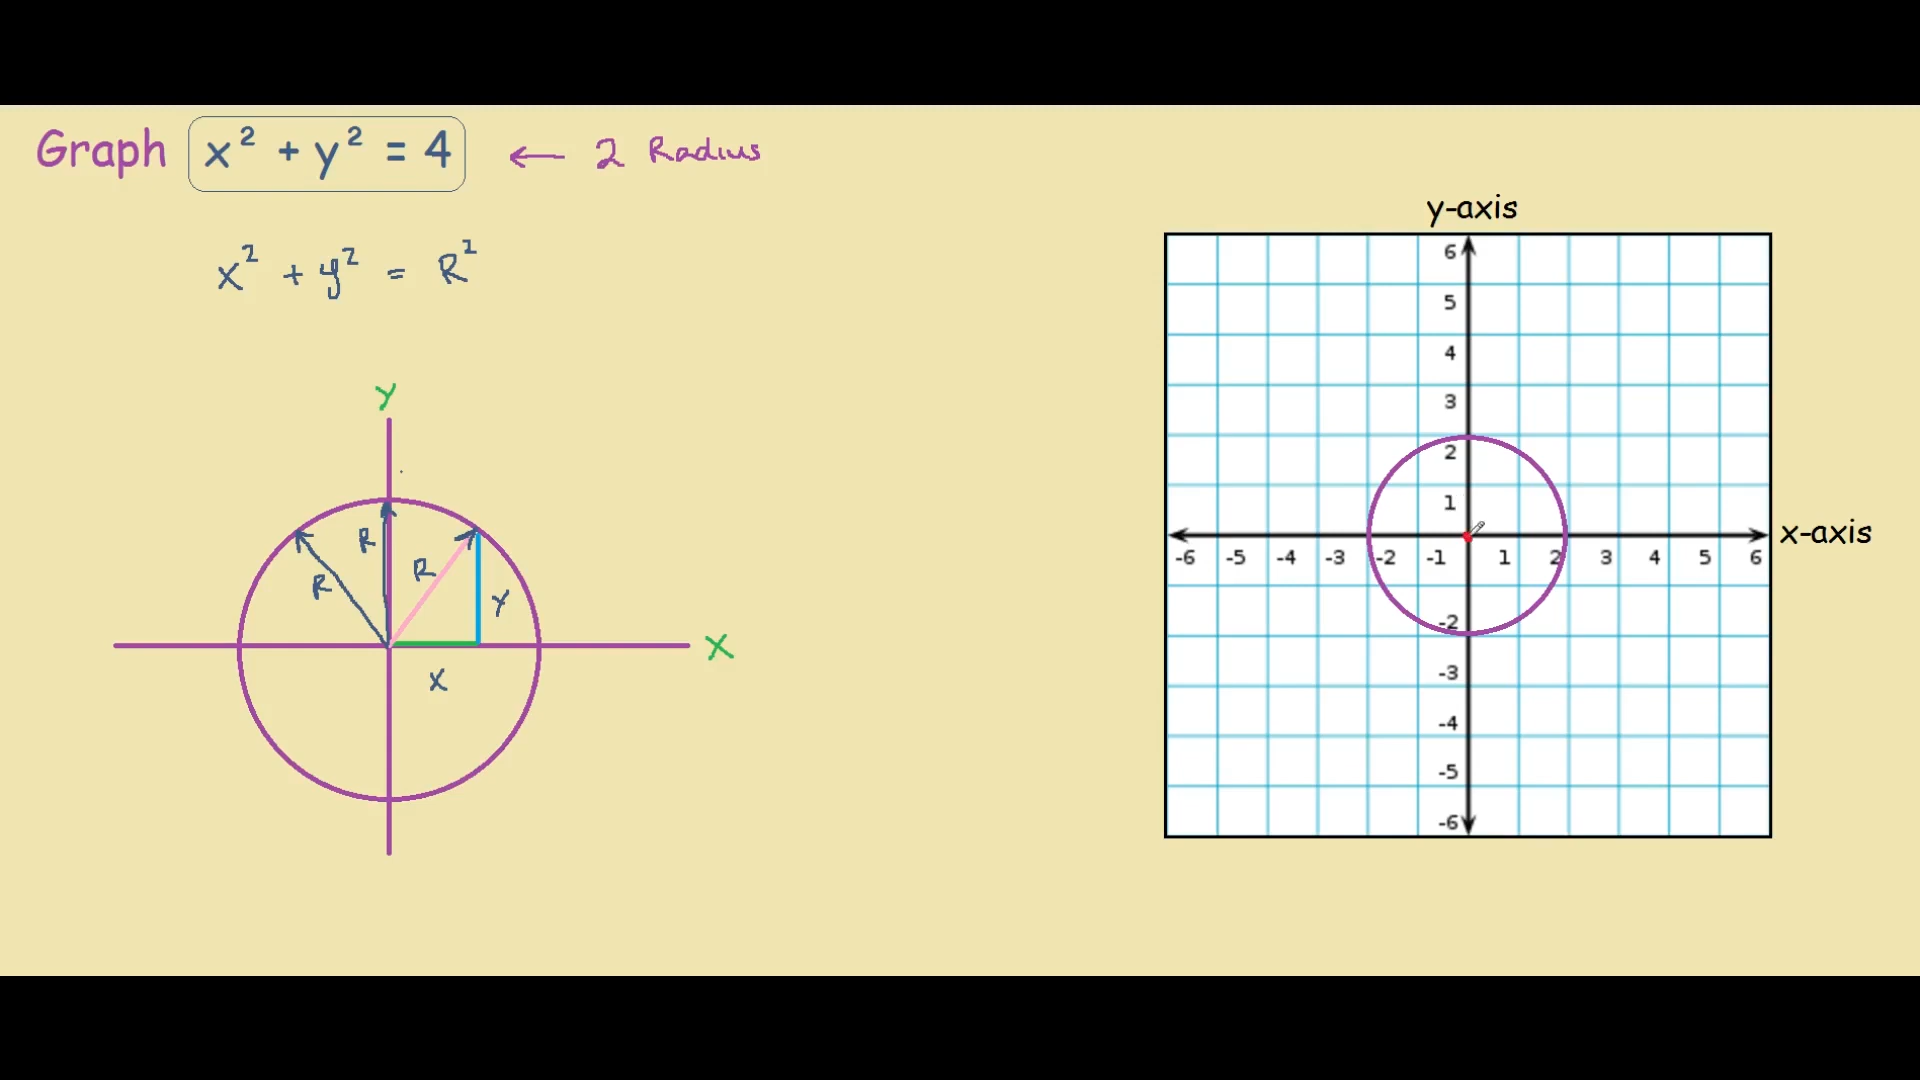 Graph x² + y² = 4 ← 2 Radius
x² + y² = R²
Y
R
R
R
Y
X
X
y-axis
6
5
4
3
2
1
x-axis
-6 -5 -4 -3 -2 -1 1 2 3 4 5 6
-2
-3
-4
-5
-6